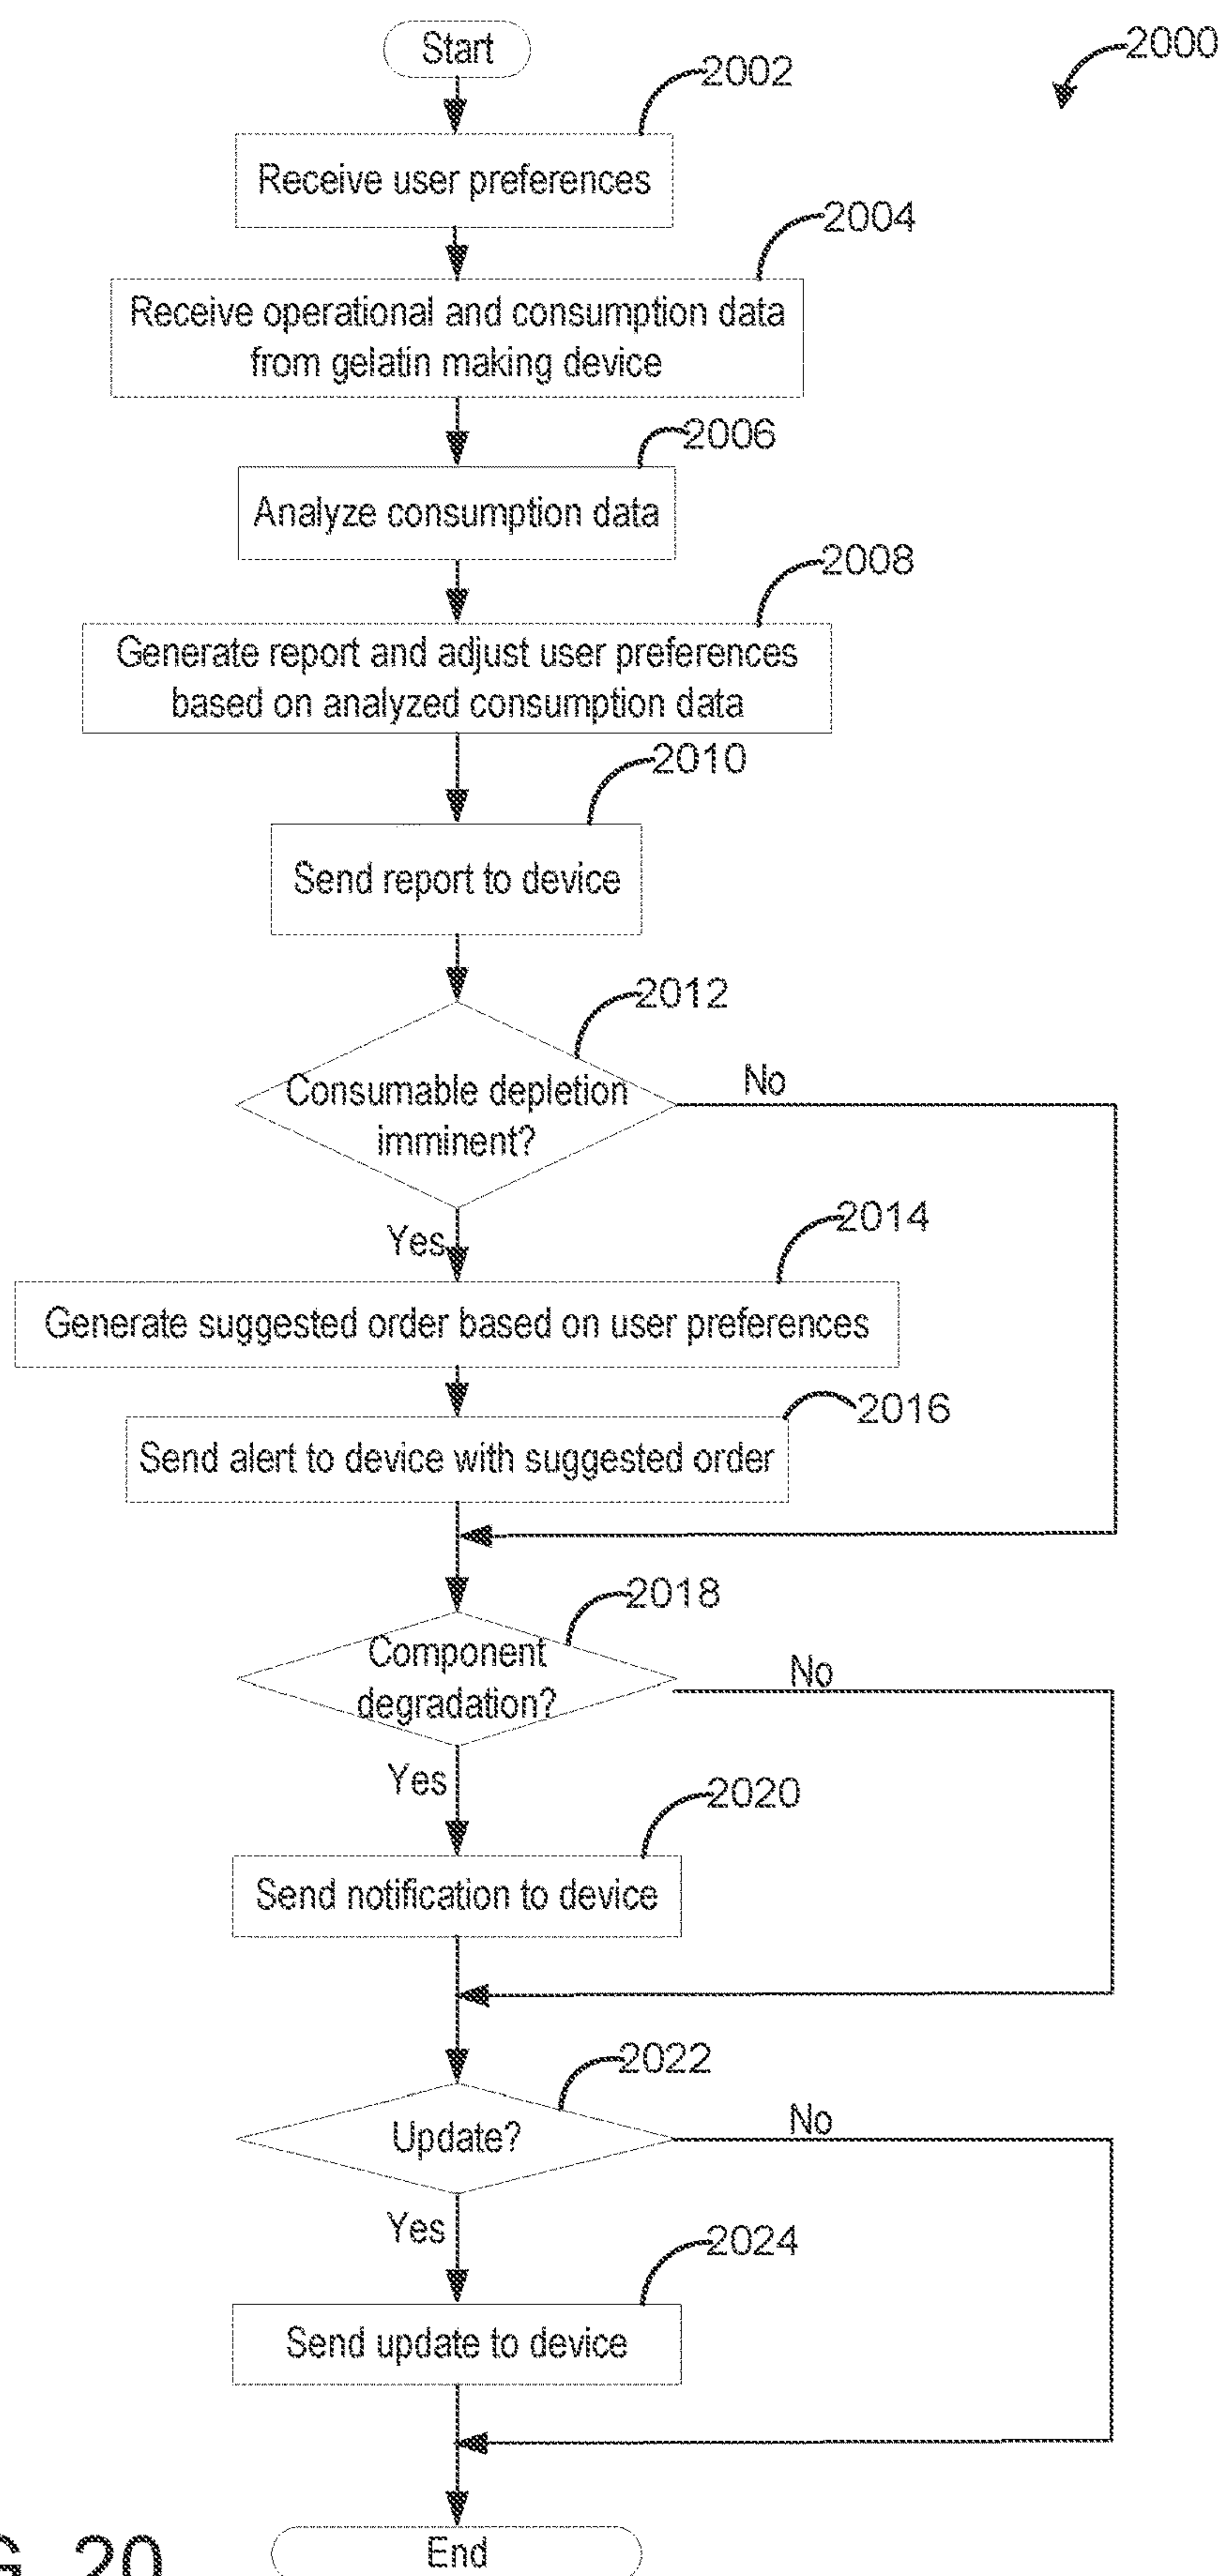 Start
2000
2002
Receive user preferences
2004
Receive operational and consumption data
from gelatin making device
2006
Analyze consumption data
2008
Generate report and adjust user preferences
based on analyzed consumption data
2010
Send report to device
2012
Consumable depletion
imminent?
No
Yes
2014
Generate suggested order based on user preferences
2016
Send alert to device with suggested order
2018
Component
degradation?
No
Yes
2020
Send notification to device
2022
Update?
No
Yes
2024
Send update to device
End
G. 20